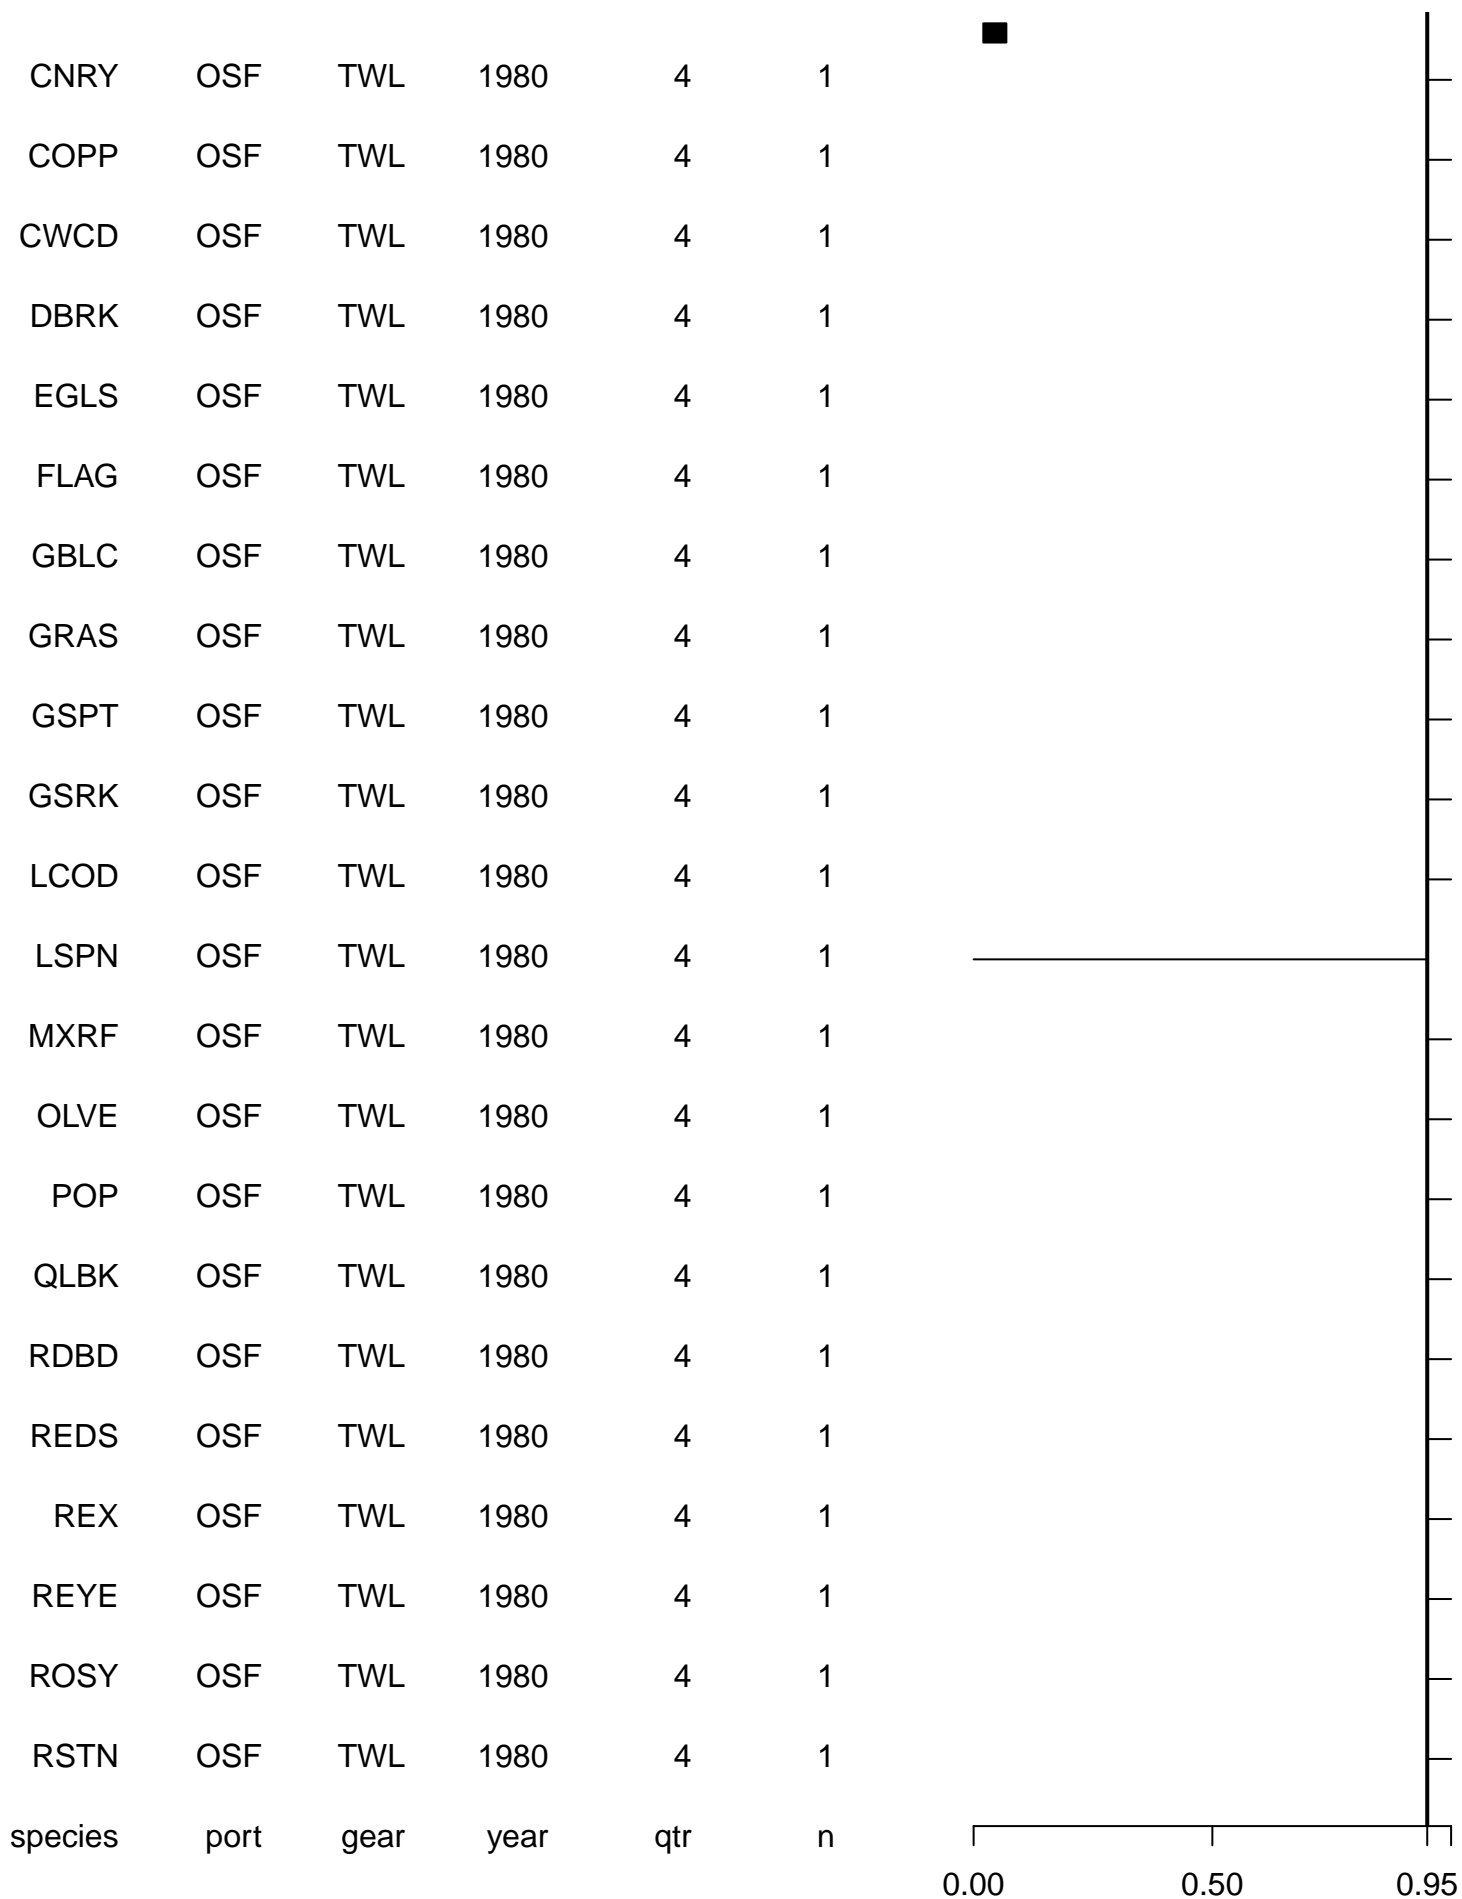 CNRY OSF TWL 1980 4 1
COPP OSF TWL 1980 4 1
CWCD OSF TWL 1980 4 1
DBRK OSF TWL 1980 4 1
EGLS OSF TWL 1980 4 1
FLAG OSF TWL 1980 4 1
GBLC OSF TWL 1980 4 1
GRAS OSF TWL 1980 4 1
GSPT OSF TWL 1980 4 1
GSRK OSF TWL 1980 4 1
LCOD OSF TWL 1980 4 1
LSPN OSF TWL 1980 4 1
MXRF OSF TWL 1980 4 1
OLVE OSF TWL 1980 4 1
POP OSF TWL 1980 4 1
QLBK OSF TWL 1980 4 1
RDBD OSF TWL 1980 4 1
REDS OSF TWL 1980 4 1
REX OSF TWL 1980 4 1
REYE OSF TWL 1980 4 1
ROSY OSF TWL 1980 4 1
RSTN OSF TWL 1980 4 1
species port gear year qtr n
0.00 0.50 0.95